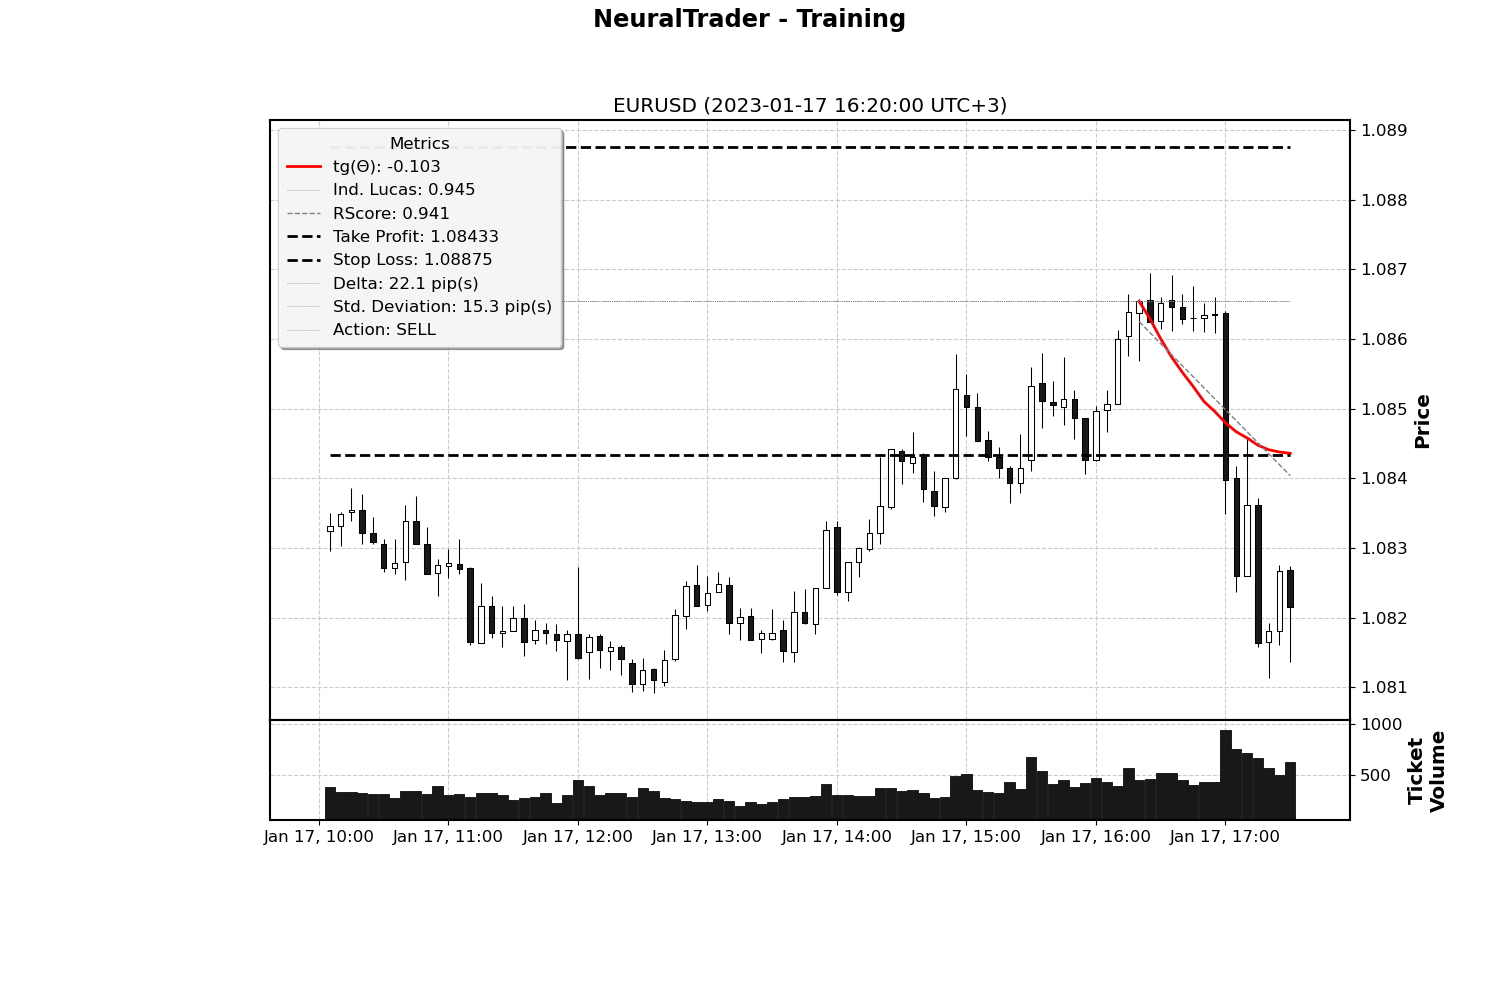 NeuralTrader - Training
EURUSD (2023-01-17 16:20:00 UTC+3)
Metrics
tg(Θ): -0.103
Ind. Lucas: 0.945
RScore: 0.941
Take Profit: 1.08433
Stop Loss: 1.08875
Delta: 22.1 pip(s)
Std. Deviation: 15.3 pip(s)
Action: SELL
1.089
1.088
1.087
1.086
1.085
1.084
1.083
1.082
1.081
Price
1000
500
Ticket
Volume
Jan 17, 10:00
Jan 17, 11:00
Jan 17, 12:00
Jan 17, 13:00
Jan 17, 14:00
Jan 17, 15:00
Jan 17, 16:00
Jan 17, 17:00